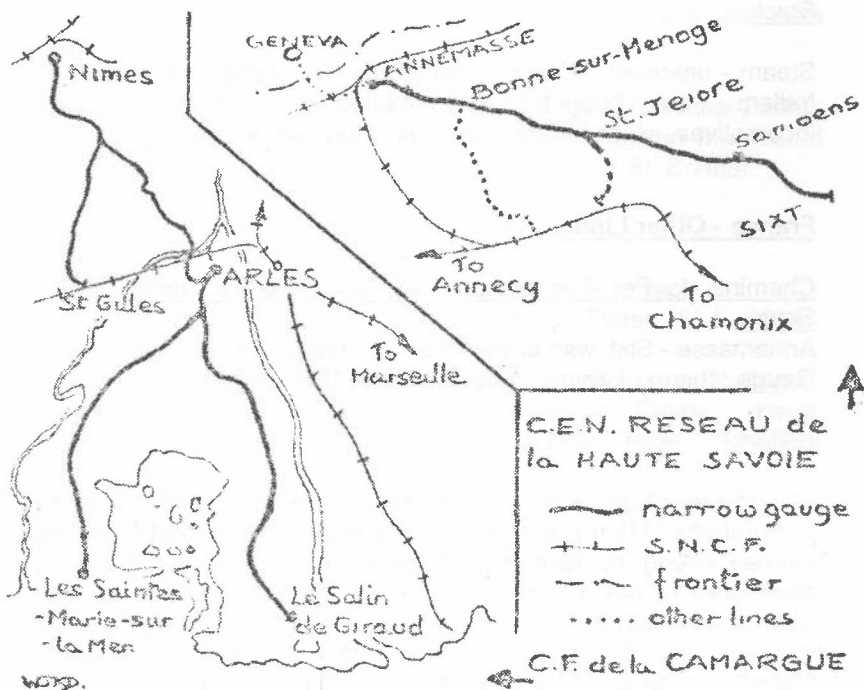 GENEVA
ANNEMASSE
Bonne-sur-Menoge
St. Jeiore
Samoens
SIXT
To
Annecy
To
Chamonix
Nimes
ARLES
St Gilles
To
Marseille
Les Saintes
-Marie-sur
-la Mer
Le Salin
de Giraud
C.E.N. RESEAU de
la HAUTE SAVOIE
narrow gauge
S.N.C.F.
frontier
other lines
C.F. de la CAMARGUE